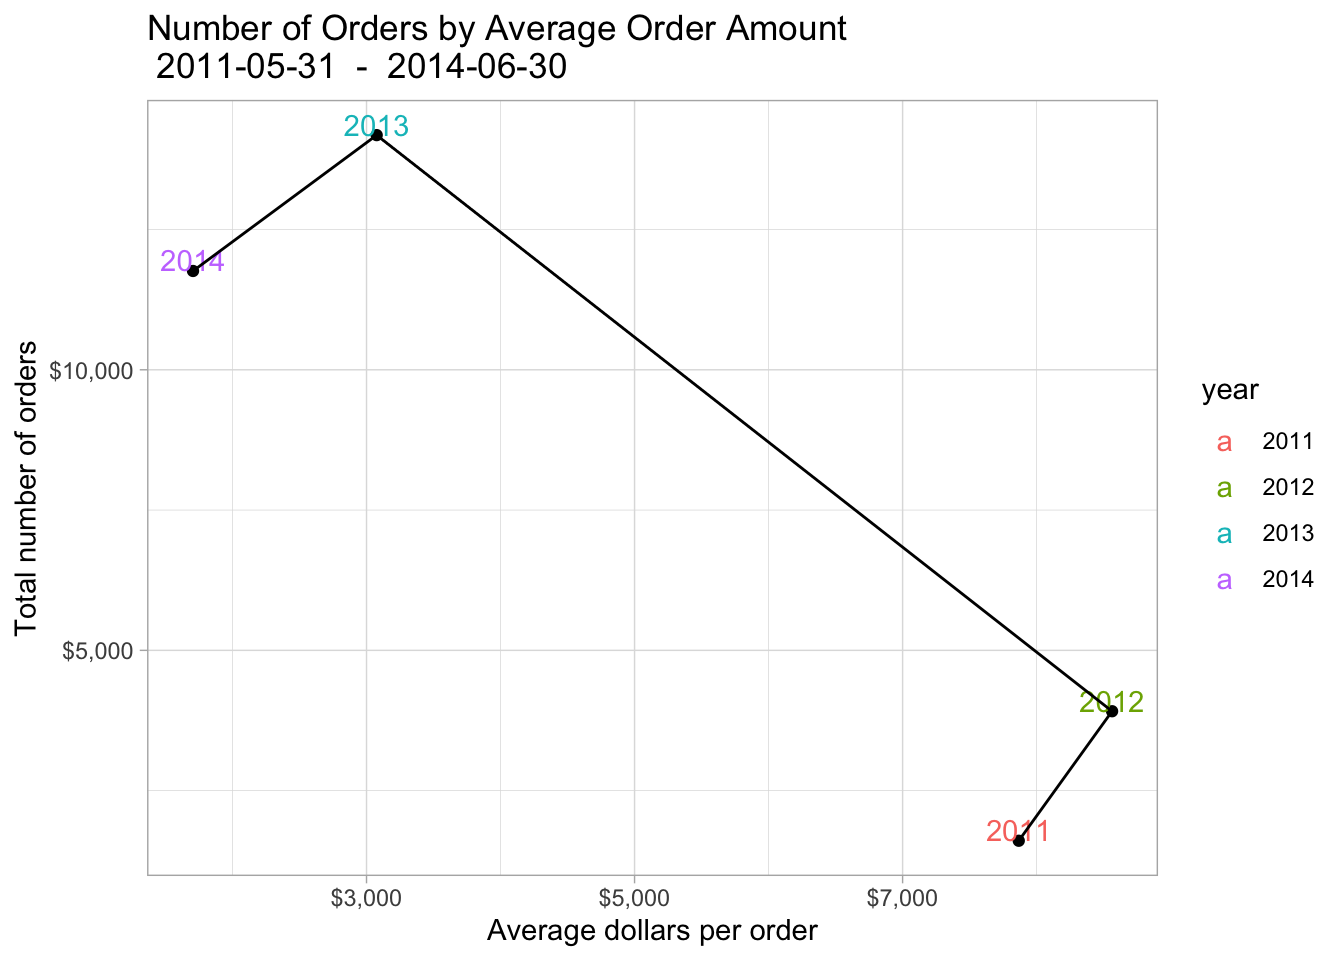 Number of Orders by Average Order Amount
2011-05-31 - 2014-06-30
2013
2014
2012
2011
$10,000
$5,000
Total number of orders
$3,000 $5,000 $7,000
Average dollars per order
year
a 2011
a 2012
a 2013
a 2014